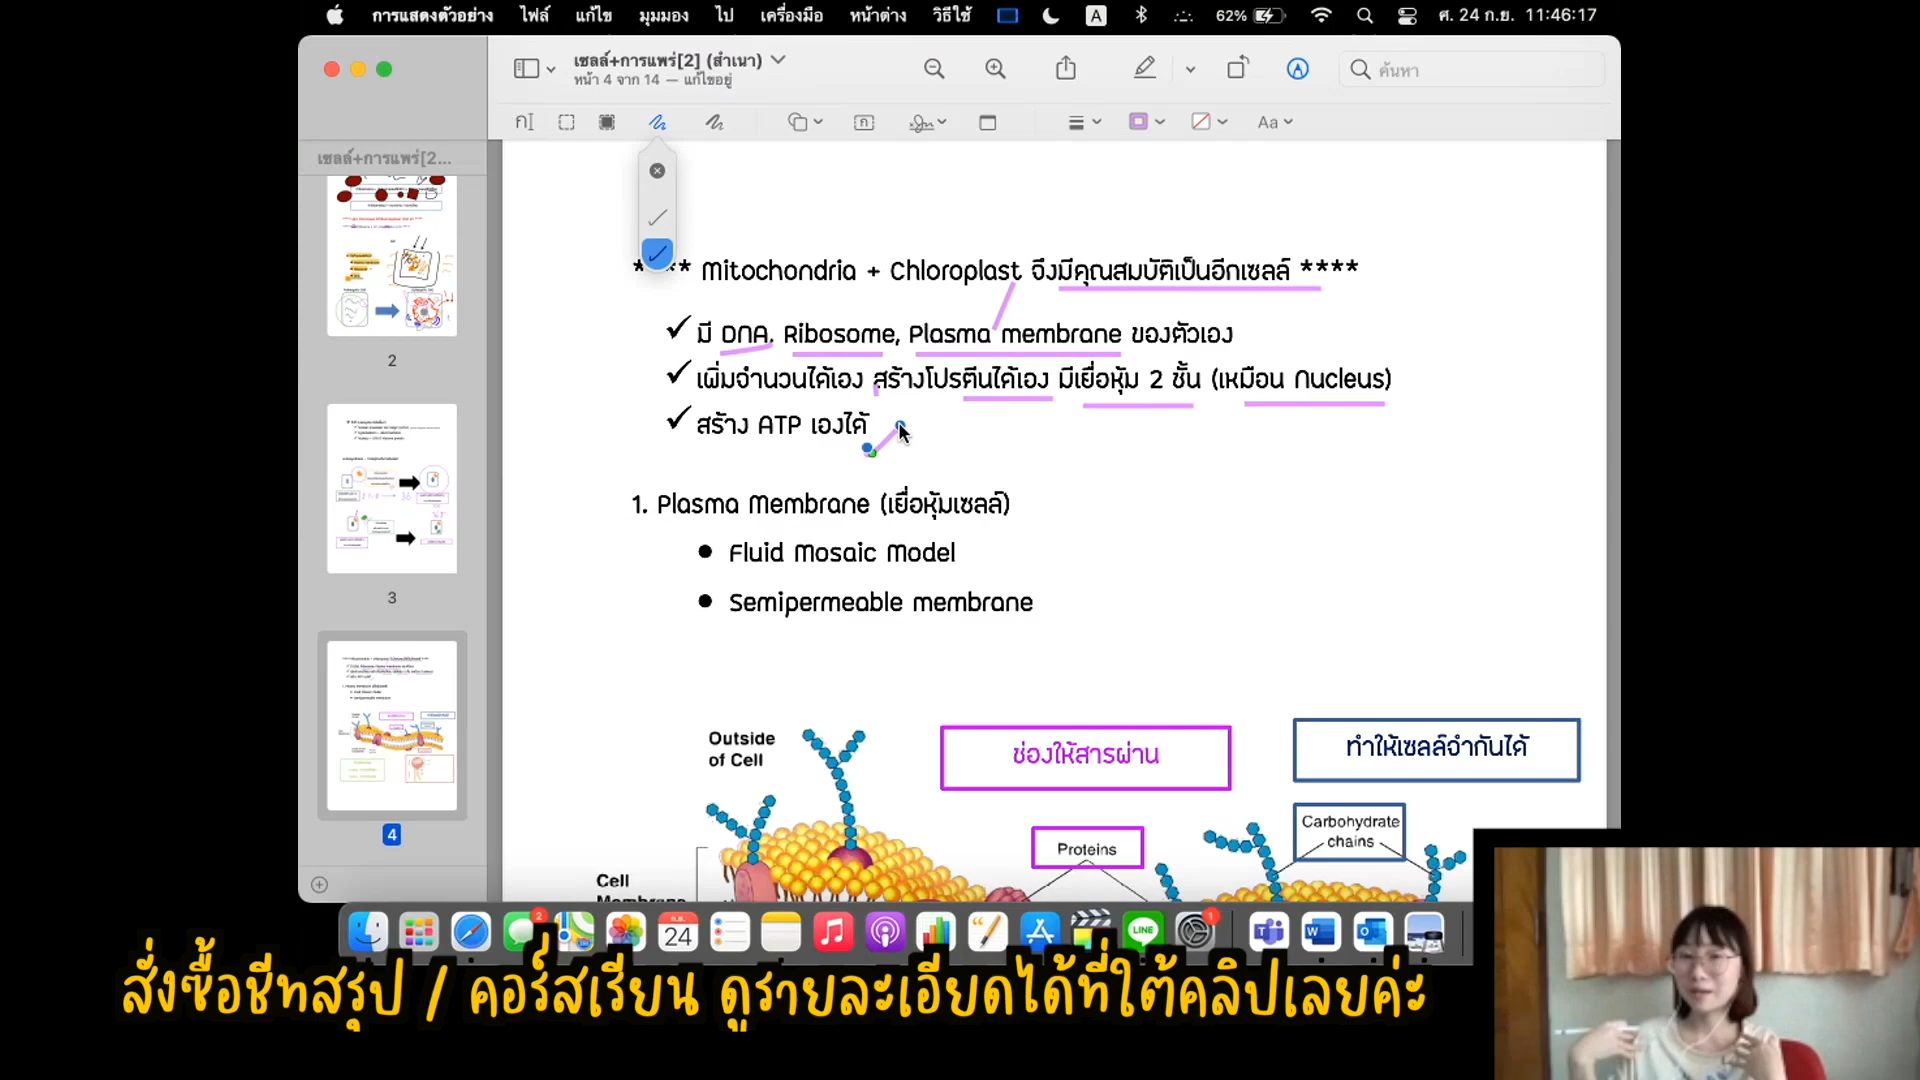 การแสดงตัวอย่าง ไฟล์ แก้ไข มุมมอง ไป เครื่องมือ หน้าต่าง วิธีใช้ A 62% ศ. 24 ก.ย. 11:46:17
เซลล์+การแพร่[2] (สำเนา)
หน้า 4 จาก 14 — แก้ไขอยู่
ค้นหา
Aa
เซลล์+การแพร่[2...
2
3
4
**** Mitochondria + Chloroplast จึงมีคุณสมบัติเป็นอีกเซลล์ ****
✓ มี DNA, Ribosome, Plasma membrane ของตัวเอง
✓ เพิ่มจำนวนได้เอง สร้างโปรตีนได้เอง มีเยื่อหุ้ม 2 ชั้น (เหมือน Nucleus)
✓ สร้าง ATP เองได้
1. Plasma Membrane (เยื่อหุ้มเซลล์)
● Fluid Mosaic Model
● Semipermeable membrane
Outside of Cell
ช่องให้สารผ่าน
ทำให้เซลล์จำกันได้
Proteins
Carbohydrate chains
Cell
2
24
LINE
1
สั่งซื้อชีทสรุป / คอร์สเรียน ดูรายละเอียดได้ที่ใต้คลิปเลยค่ะ